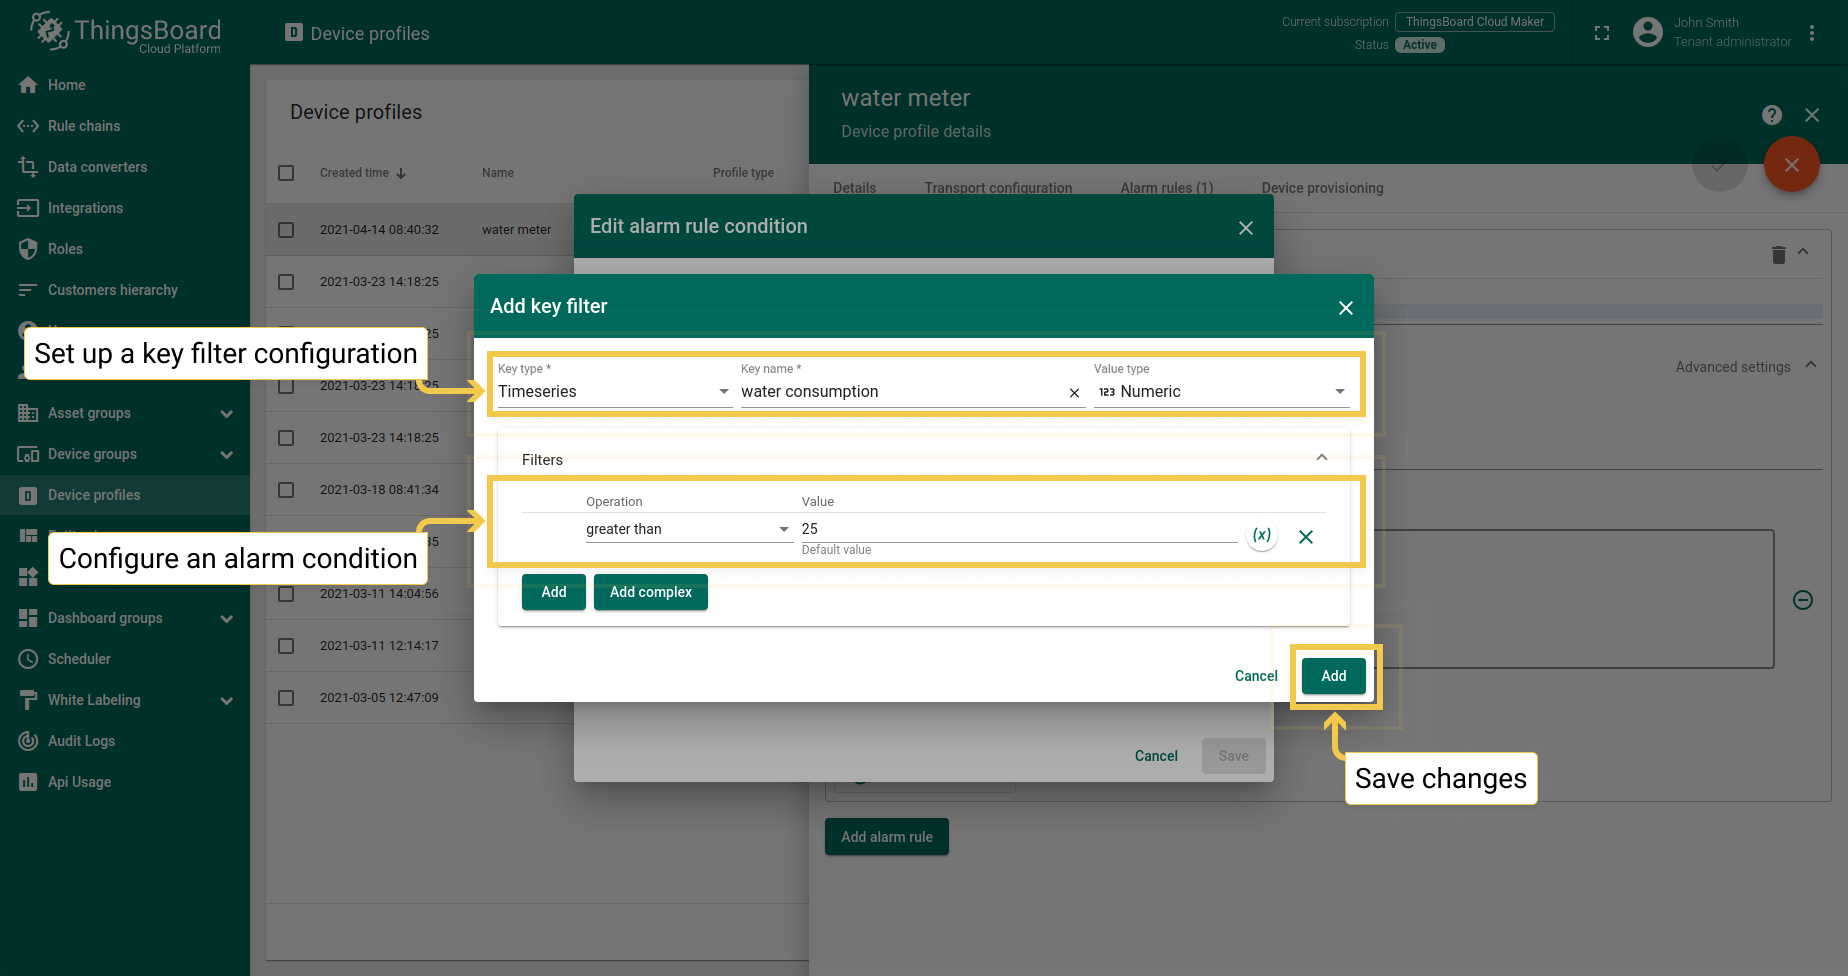 ThingsBoard
Cloud Platform
Device profiles
Current subscription ThingsBoard Cloud Maker
Status Active
John Smith
Tenant administrator
Home
Rule chains
Data converters
Integrations
Roles
Customers hierarchy
Asset groups
Device groups
Device profiles
Dashboard groups
Scheduler
White Labeling
Audit Logs
Api Usage
Device profiles
Created time Name Profile type
2021-04-14 08:40:32 water meter
2021-03-23 14:18:25
25
2021-03-23 14:18:25
2021-03-23 14:18:25
2021-03-18 08:41:34
35
2021-03-11 14:04:56
2021-03-11 12:14:17
2021-03-05 12:47:09
water meter
Device profile details
Details Transport configuration Alarm rules (1) Device provisioning
Advanced settings
Add alarm rule
Edit alarm rule condition
Cancel Save
Add key filter
Key type * Key name * Value type
Timeseries water consumption 123 Numeric
Filters
Operation Value
greater than 25 (x)
Default value
Add Add complex
Cancel Add
Set up a key filter configuration
Configure an alarm condition
Save changes